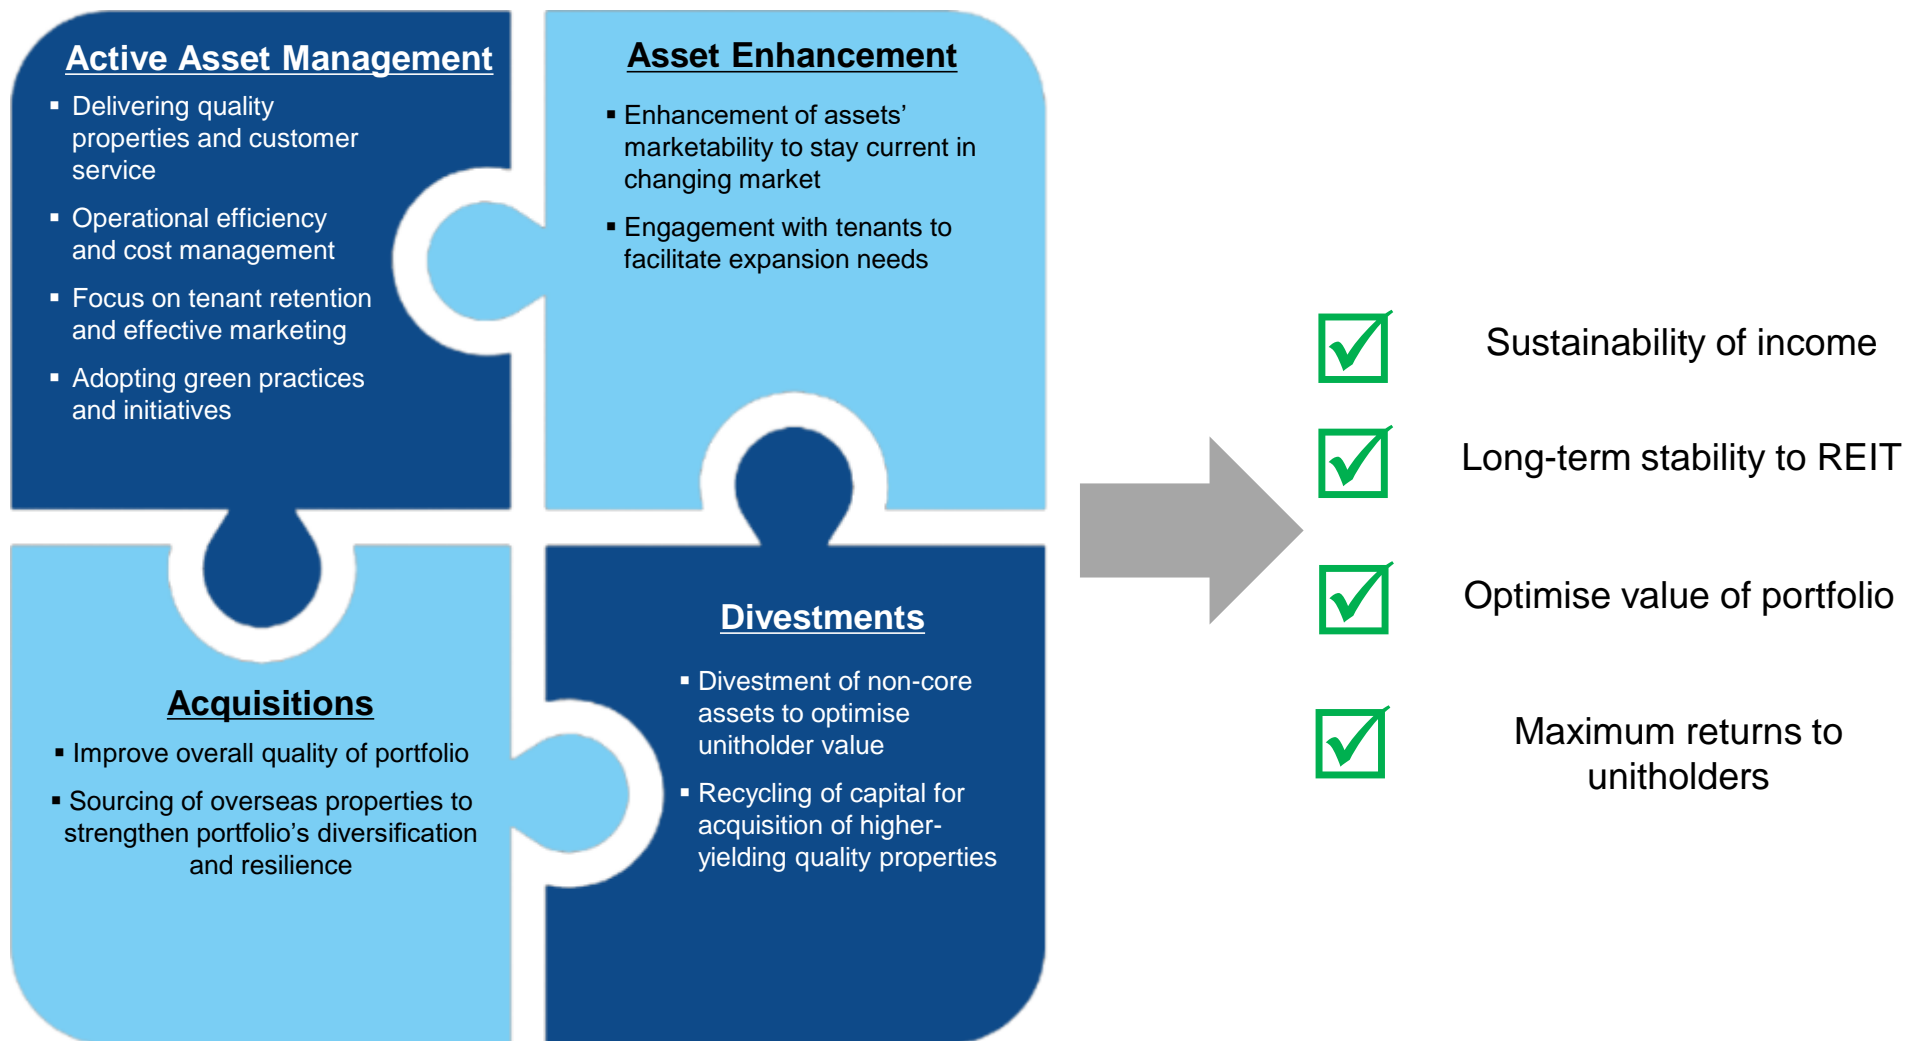 Active Asset Management
▪ Delivering quality
properties and customer
service
▪ Operational efficiency
and cost management
▪ Focus on tenant retention
and effective marketing
▪ Adopting green practices
and initiatives
Asset Enhancement
▪ Enhancement of assets’
marketability to stay current in
changing market
▪ Engagement with tenants to
facilitate expansion needs
Acquisitions
▪ Improve overall quality of portfolio
▪ Sourcing of overseas properties to
strengthen portfolio’s diversification
and resilience
Divestments
▪ Divestment of non-core
assets to optimise
unitholder value
▪ Recycling of capital for
acquisition of higher-
yielding quality properties
Sustainability of income
Long-term stability to REIT
Optimise value of portfolio
Maximum returns to
unitholders